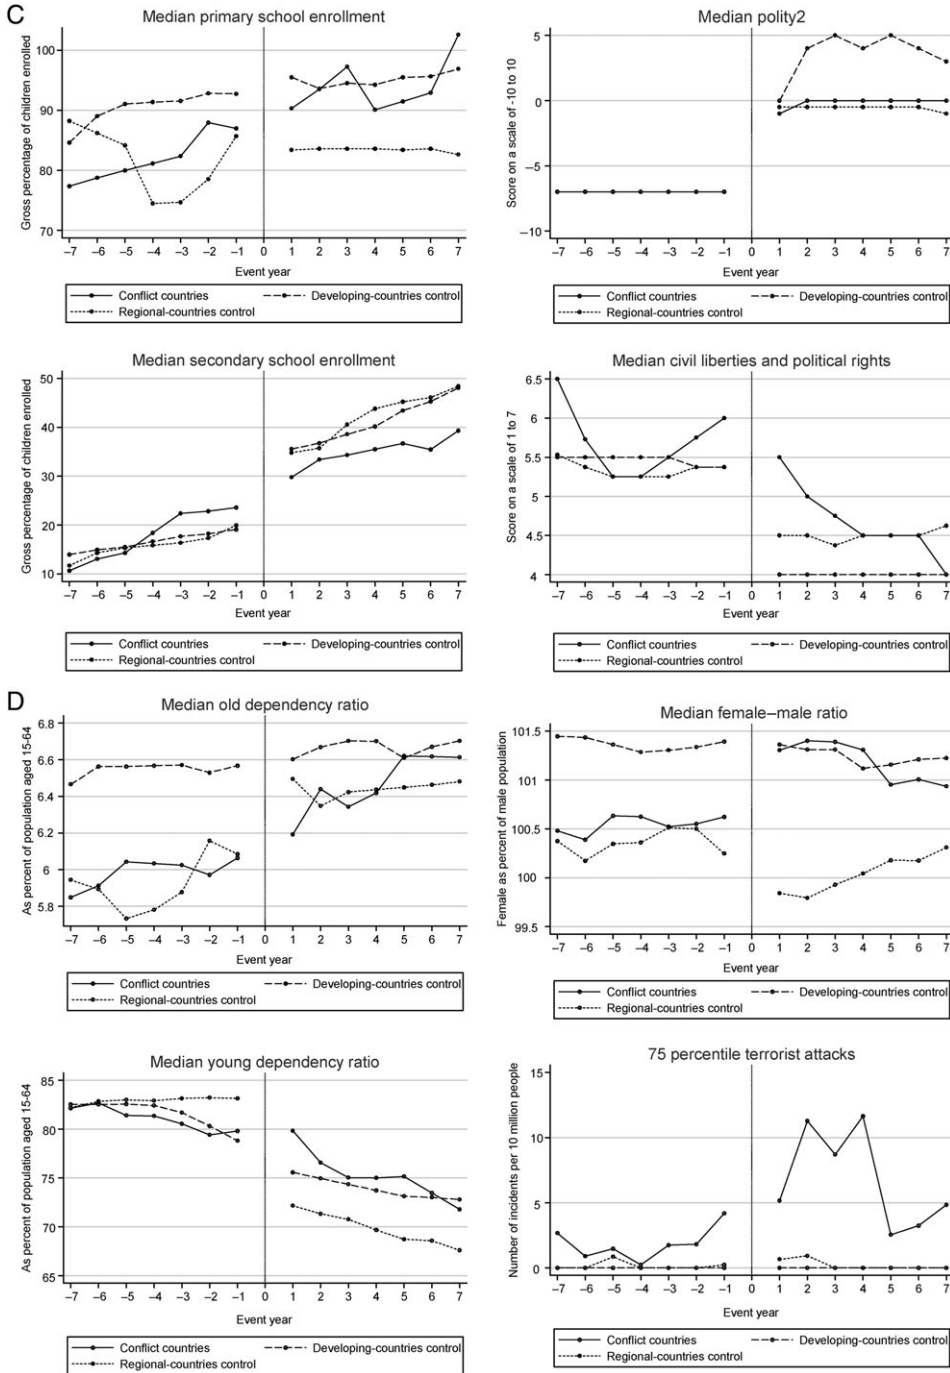 C
Median primary school enrollment
Gross percentage of children enrolled
100
90
80
70
–7 –6 –5 –4 –3 –2 –1 0 1 2 3 4 5 6 7
Event year
Conflict countries Developing-countries control
Regional-countries control
Median polity2
Score on a scale of -10 to 10
5
0
–5
–10
–7 –6 –5 –4 –3 –2 –1 0 1 2 3 4 5 6 7
Event year
Conflict countries Developing-countries control
Regional-countries control
Median secondary school enrollment
Gross percentage of children enrolled
50
40
30
20
10
–7 –6 –5 –4 –3 –2 –1 0 1 2 3 4 5 6 7
Event year
Conflict countries Developing-countries control
Regional-countries control
Median civil liberties and political rights
Score on a scale of 1 to 7
6.5
6
5.5
5
4.5
4
–7 –6 –5 –4 –3 –2 –1 0 1 2 3 4 5 6 7
Event year
Conflict countries Developing-countries control
Regional-countries control
D
Median old dependency ratio
As percent of population aged 15-64
6.8
6.6
6.4
6.2
6
5.8
–7 –6 –5 –4 –3 –2 –1 0 1 2 3 4 5 6 7
Event year
Conflict countries Developing-countries control
Regional-countries control
Median female–male ratio
Female as percent of male population
101.5
101
100.5
100
99.5
–7 –6 –5 –4 –3 –2 –1 0 1 2 3 4 5 6 7
Event year
Conflict countries Developing-countries control
Regional-countries control
Median young dependency ratio
As percent of population aged 15-64
85
80
75
70
65
–7 –6 –5 –4 –3 –2 –1 0 1 2 3 4 5 6 7
Event year
Conflict countries Developing-countries control
Regional-countries control
75 percentile terrorist attacks
Number of incidents per 10 million people
15
10
5
0
–7 –6 –5 –4 –3 –2 –1 0 1 2 3 4 5 6 7
Event year
Conflict countries Developing-countries control
Regional-countries control